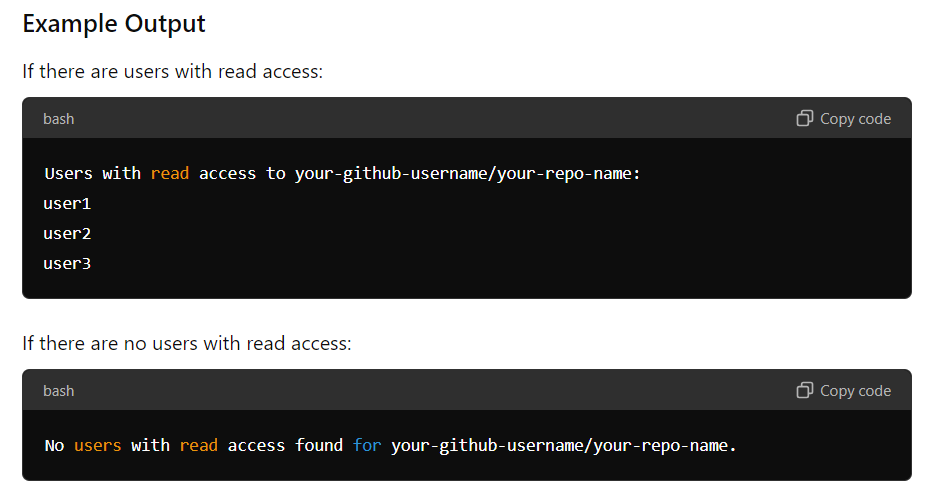 Example Output
If there are users with read access:
bash
Copy code
Users with read access to your-github-username/your-repo-name:
user1
user2
user3
If there are no users with read access:
bash
Copy code
No users with read access found for your-github-username/your-repo-name.